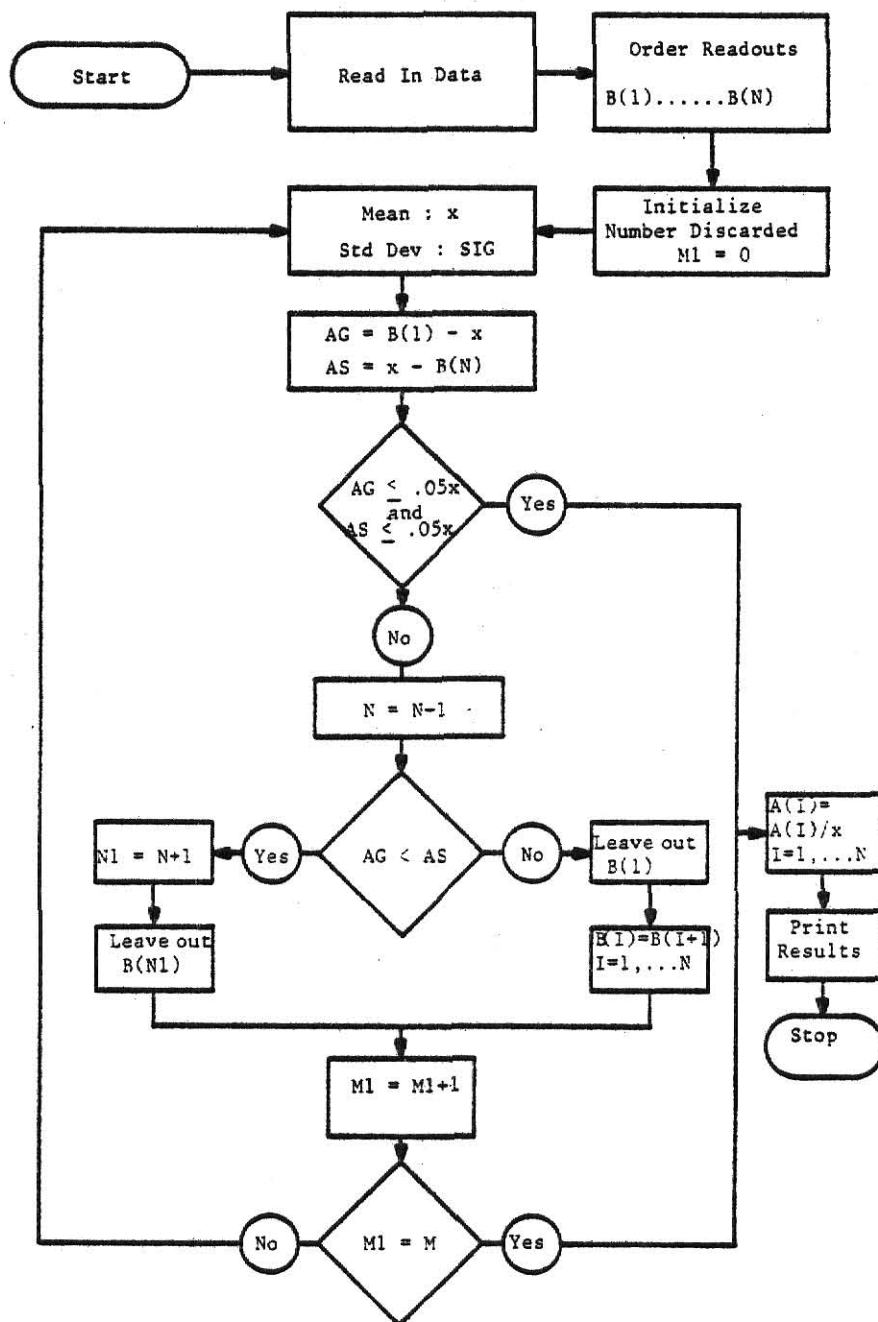 Start
Read In Data
Order Readouts
B(1)......B(N)
Initialize
Number Discarded
M1 = 0
Mean : x
Std Dev : SIG
AG = B(1) - x
AS = x - B(N)
AG ≤ .05x
and
AS ≤ .05x
Yes
No
N = N-1
AG < AS
Yes
No
N1 = N+1
Leave out
B(N1)
Leave out
B(1)
B(I)=B(I+1)
I=1,...N
M1 = M1+1
M1 = M
No
Yes
A(I)=
A(I)/x
I=1,...N
Print
Results
Stop